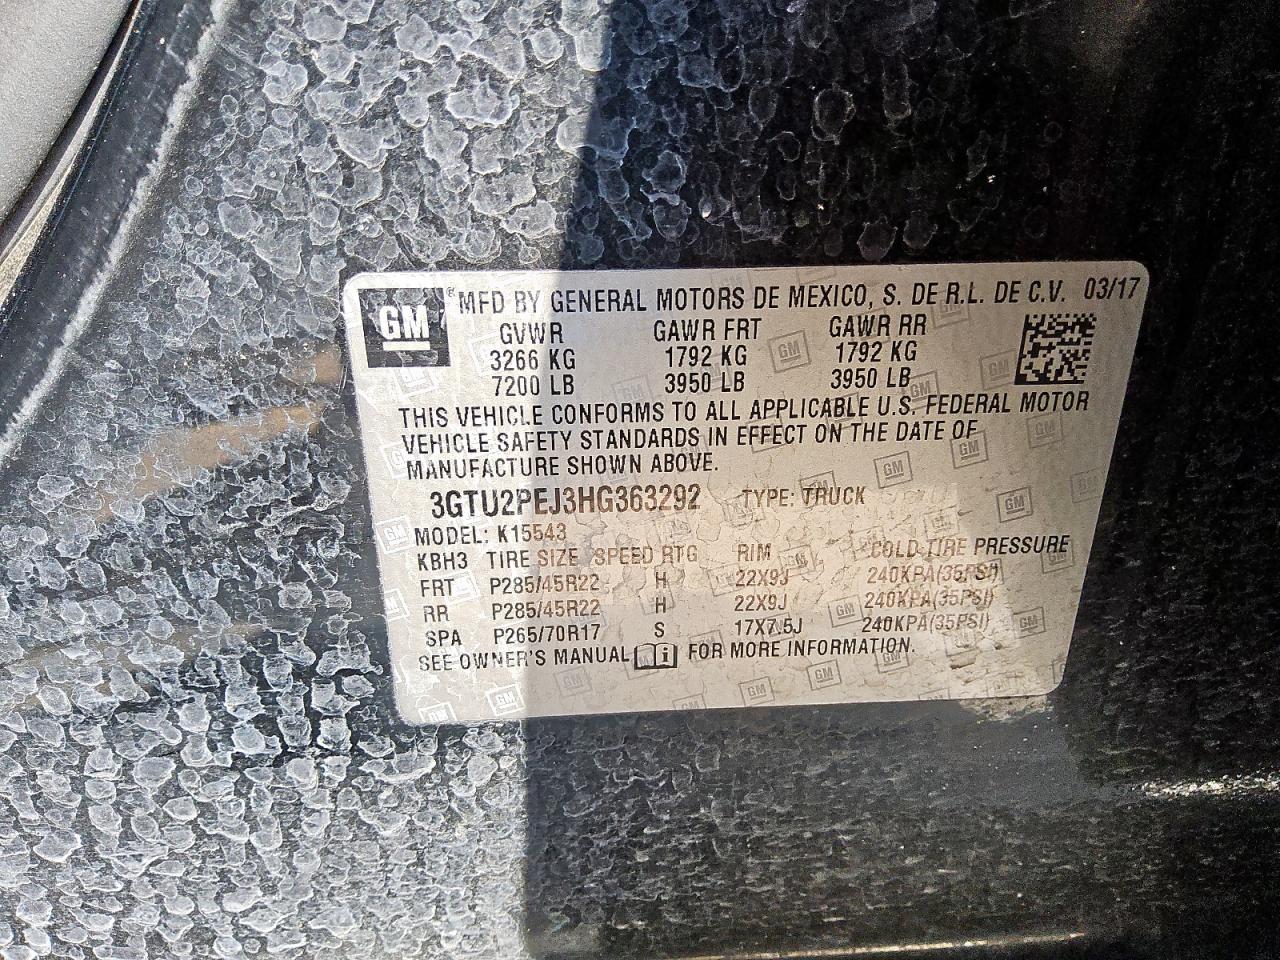 GM® MFD BY GENERAL MOTORS DE MEXICO, S. DE R.L. DE C.V. 03/17
GVWR GAWR FRT GAWR RR
3266 KG 1792 KG 1792 KG
7200 LB 3950 LB 3950 LB
THIS VEHICLE CONFORMS TO ALL APPLICABLE U.S. FEDERAL MOTOR
VEHICLE SAFETY STANDARDS IN EFFECT ON THE DATE OF
MANUFACTURE SHOWN ABOVE.
3GTU2PEJ3HG363292 TYPE: TRUCK
MODEL: K15543
KBH3 TIRE SIZE SPEED RTG RIM COLD TIRE PRESSURE
FRT P285/45R22 H 22X9J 240KPA(35PSI)
RR P285/45R22 H 22X9J 240KPA(35PSI)
SPA P265/70R17 S 17X7.5J 240KPA(35PSI)
SEE OWNER'S MANUAL FOR MORE INFORMATION.